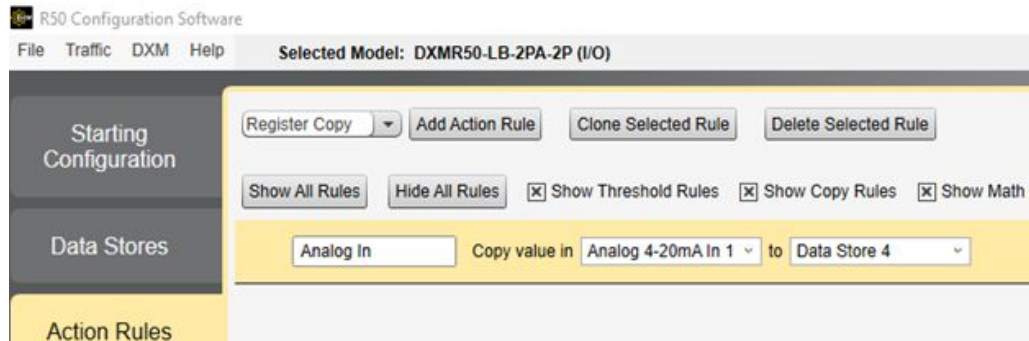 R50 Configuration Software
File Traffic DXM Help Selected Model: DXMR50-LB-2PA-2P (I/O)
Starting
Configuration
Register Copy Add Action Rule Clone Selected Rule Delete Selected Rule
Show All Rules Hide All Rules Show Threshold Rules Show Copy Rules Show Math
Data Stores
Analog In Copy value in Analog 4-20mA In 1 to Data Store 4
Action Rules